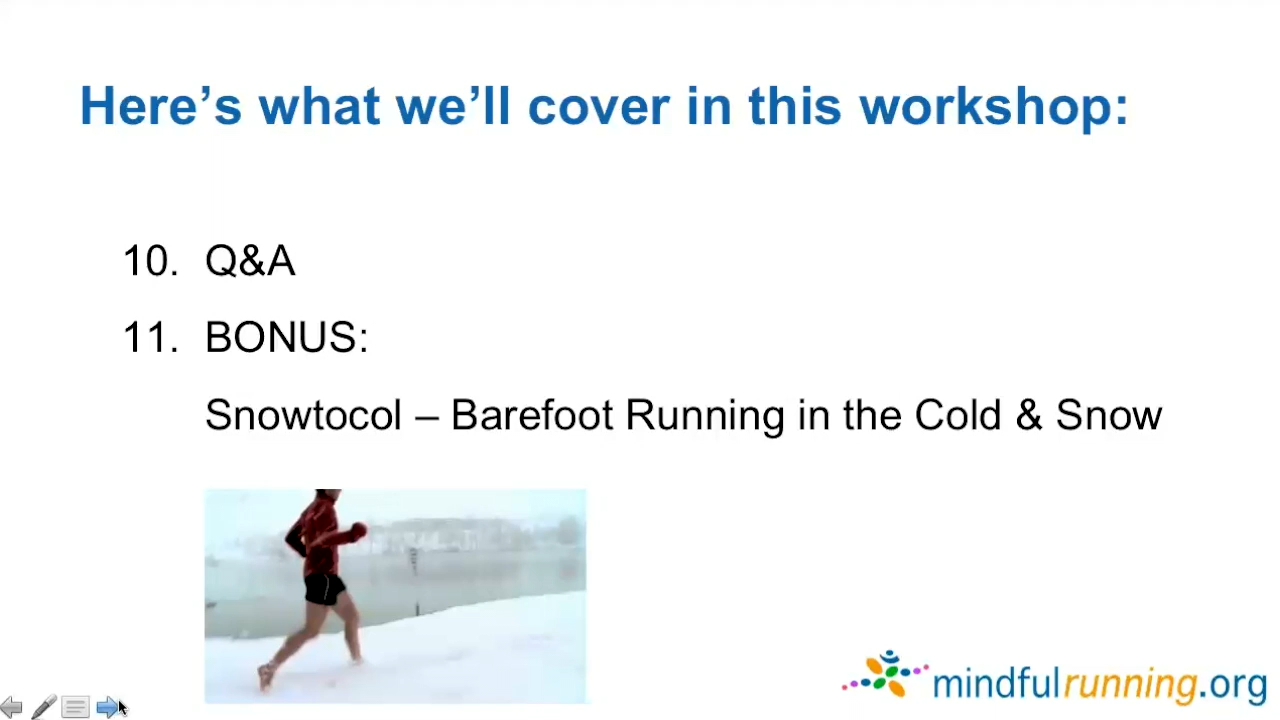 Here’s what we’ll cover in this workshop:
10. Q&A
11. BONUS:
Snowtocol – Barefoot Running in the Cold & Snow
mindfulrunning.org